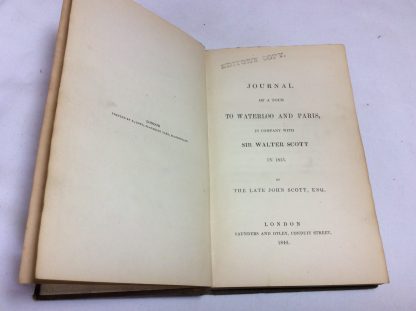 LONDON
EDITOR'S COPY.
JOURNAL
OF A TOUR
TO WATERLOO AND PARIS,
IN COMPANY WITH
SIR WALTER SCOTT
IN 1815.
BY
THE LATE JOHN SCOTT, ESQ.
LONDON
SAUNDERS AND OTLEY, CONDUIT STREET,